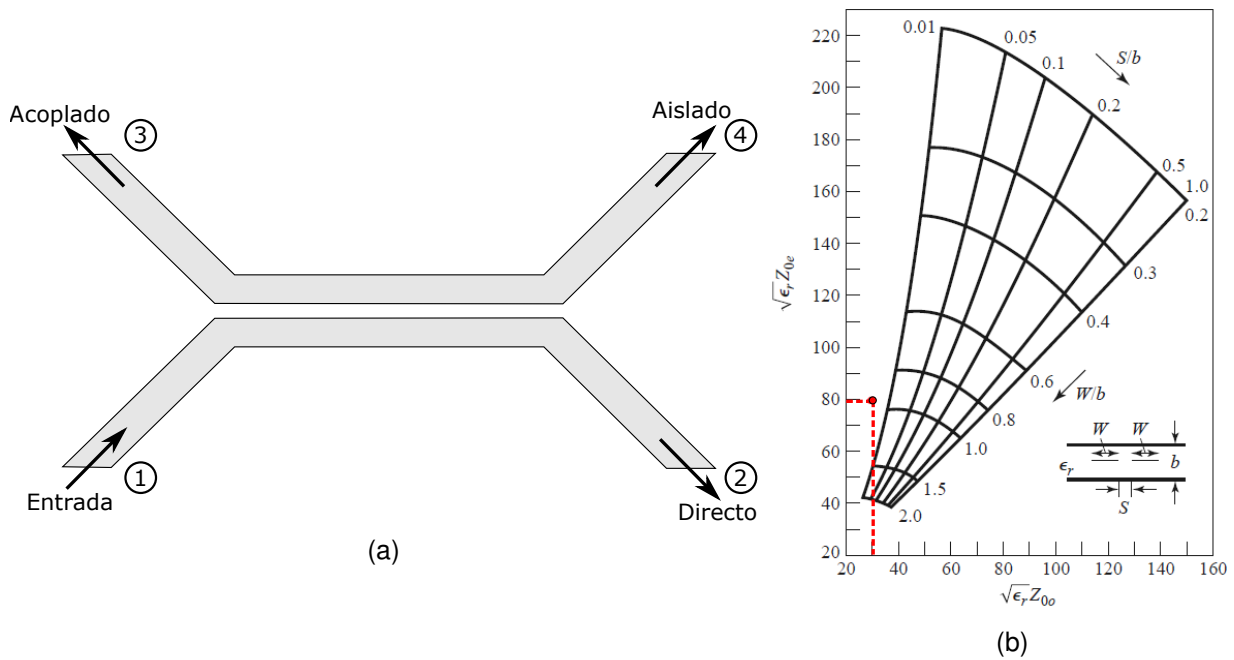 Acoplado
3
Aislado
4
1
Entrada
2
Directo
(a)
220
200
180
160
140
120
100
80
60
40
20
√ϵr Z0e
0.01
0.05
0.1
S/b
0.2
0.5
1.0
0.2
0.3
0.4
0.6
W/b
0.8
1.0
1.5
2.0
W W
ϵr
b
S
20 40 60 80 100 120 140 160
√ϵr Z0o
(b)